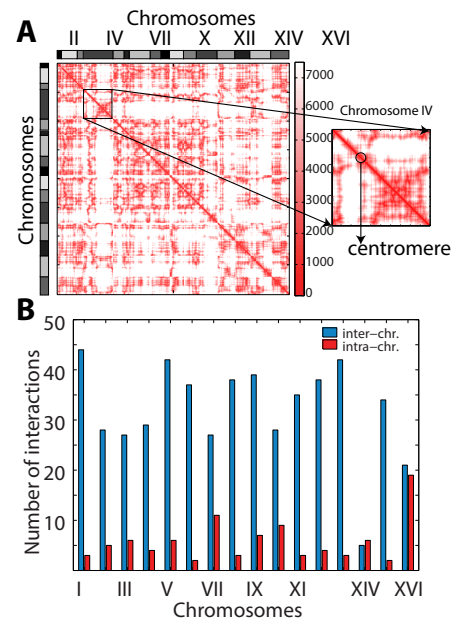 A
Chromosomes
II IV VII X XII XIV XVI
Chromosomes
7000
6000
5000
4000
3000
2000
1000
0
Chromosome IV
centromere
B
50
40
30
20
10
Number of interactions
inter-chr.
intra-chr.
I III V VII IX XI XIV XVI
Chromosomes